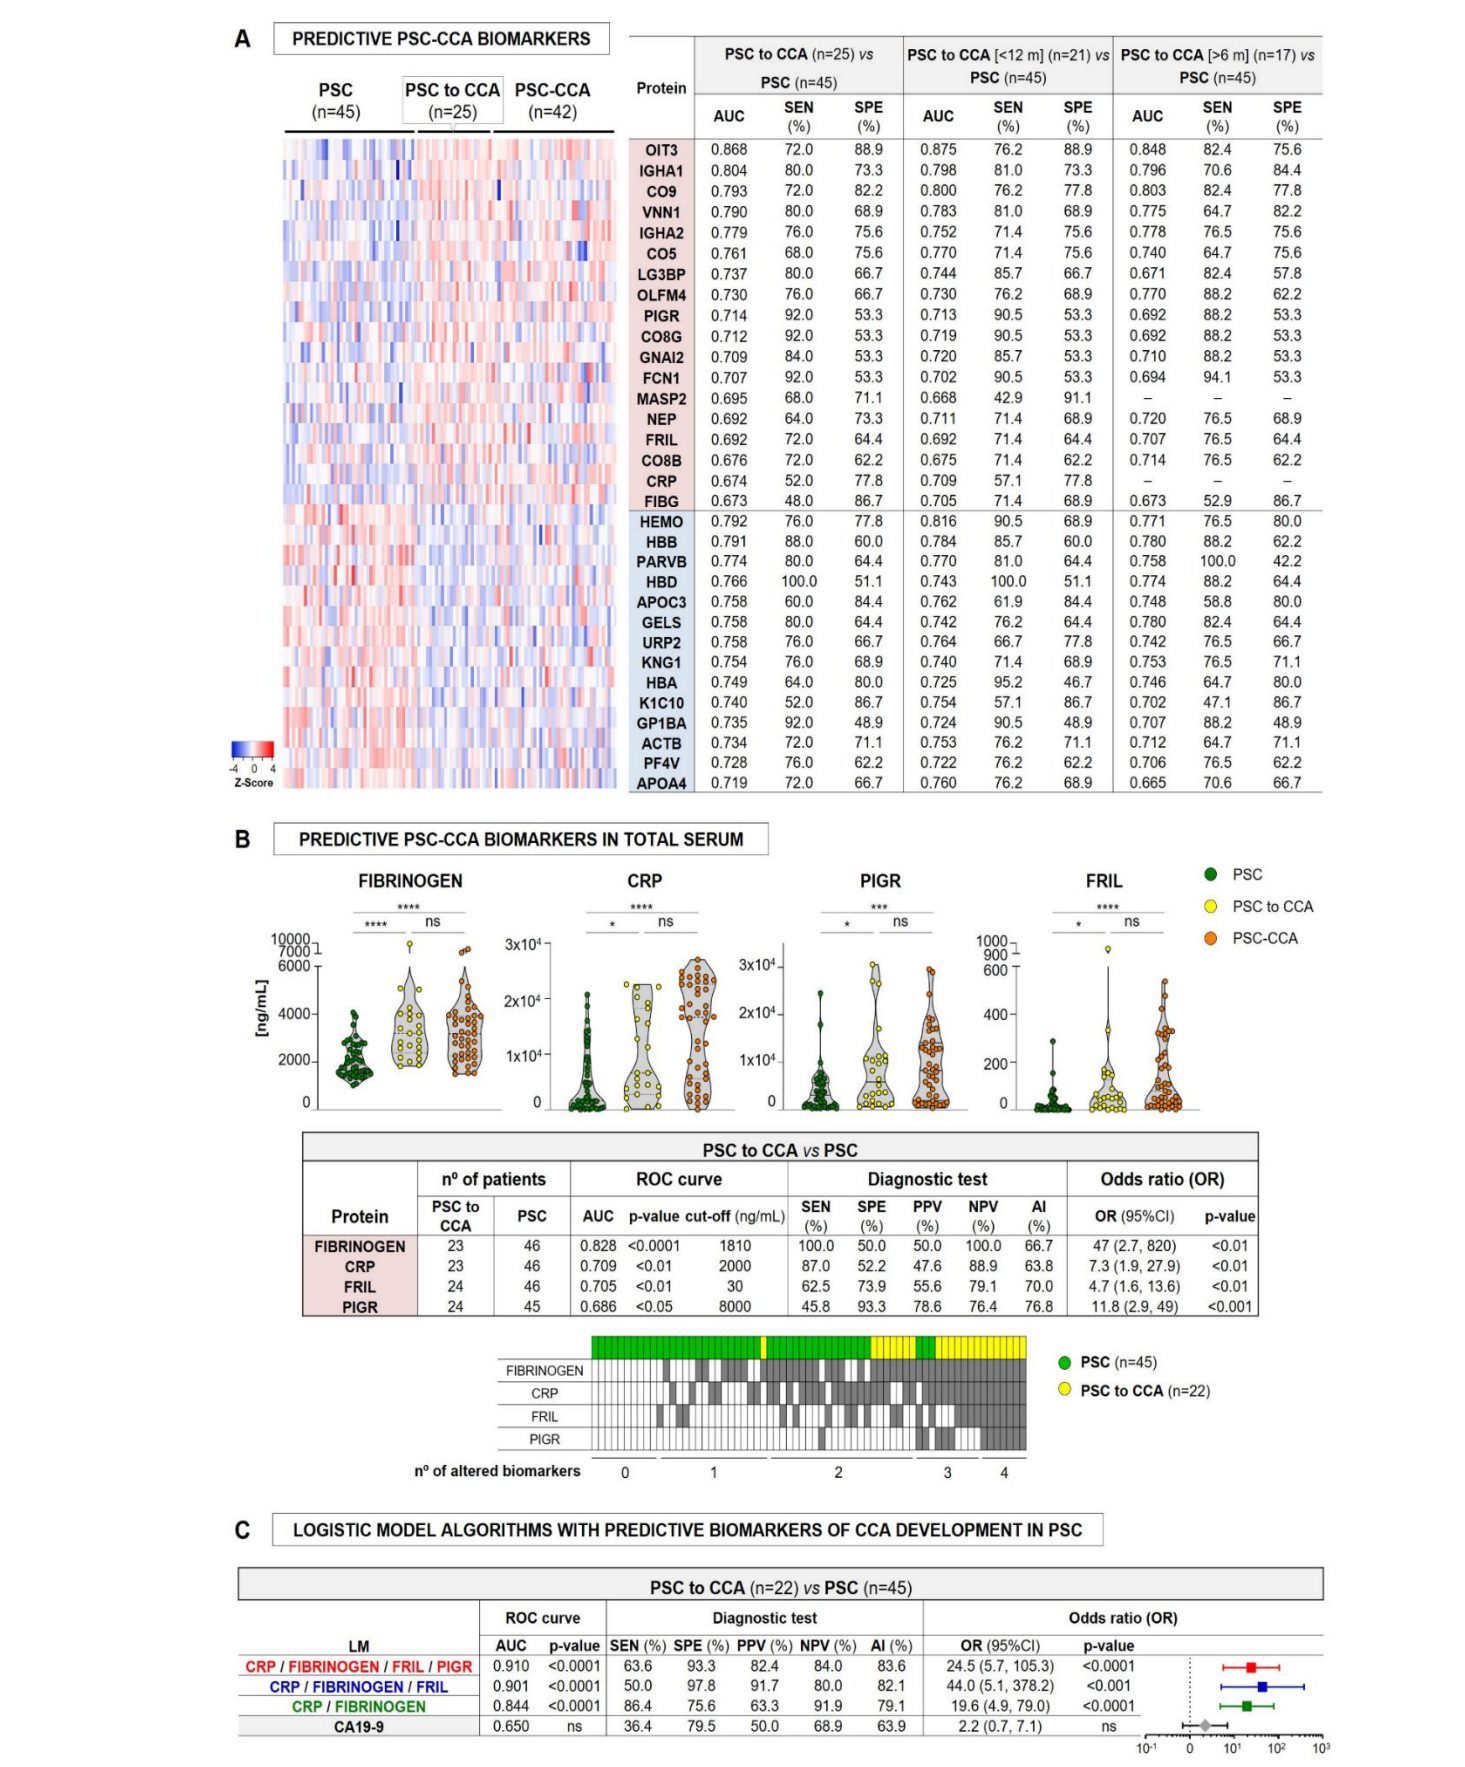 A PREDICTIVE PSC-CCA BIOMARKERS
PSC (n=45) PSC to CCA (n=25) PSC-CCA (n=42)
-4 0 4
Z-Score
Protein PSC to CCA (n=25) vs PSC (n=45) PSC to CCA [<12 m] (n=21) vs PSC (n=45) PSC to CCA [>6 m] (n=17) vs PSC (n=45)
AUC SEN (%) SPE (%) AUC SEN (%) SPE (%) AUC SEN (%) SPE (%)
OIT3 0.868 72.0 88.9 0.875 76.2 88.9 0.848 82.4 75.6
IGHA1 0.804 80.0 73.3 0.798 81.0 73.3 0.796 70.6 84.4
CO9 0.793 72.0 82.2 0.800 76.2 77.8 0.803 82.4 77.8
VNN1 0.790 80.0 68.9 0.783 81.0 68.9 0.775 64.7 82.2
IGHA2 0.779 76.0 75.6 0.752 71.4 75.6 0.778 76.5 75.6
CO5 0.761 68.0 75.6 0.770 71.4 75.6 0.740 64.7 75.6
LG3BP 0.737 80.0 66.7 0.744 85.7 66.7 0.671 82.4 57.8
OLFM4 0.730 76.0 66.7 0.730 76.2 68.9 0.770 88.2 62.2
PIGR 0.714 92.0 53.3 0.713 90.5 53.3 0.692 88.2 53.3
CO8G 0.712 92.0 53.3 0.719 90.5 53.3 0.692 88.2 53.3
GNAI2 0.709 84.0 53.3 0.720 85.7 53.3 0.710 88.2 53.3
FCN1 0.707 92.0 53.3 0.702 90.5 53.3 0.694 94.1 53.3
MASP2 0.695 68.0 71.1 0.668 42.9 91.1 – – –
NEP 0.692 64.0 73.3 0.711 71.4 68.9 0.720 76.5 68.9
FRIL 0.692 72.0 64.4 0.692 71.4 64.4 0.707 76.5 64.4
CO8B 0.676 72.0 62.2 0.675 71.4 62.2 0.714 76.5 62.2
CRP 0.674 52.0 77.8 0.709 57.1 77.8 – – –
FIBG 0.673 48.0 86.7 0.705 71.4 68.9 0.673 52.9 86.7
HEMO 0.792 76.0 77.8 0.816 90.5 68.9 0.771 76.5 80.0
HBB 0.791 88.0 60.0 0.784 85.7 60.0 0.780 88.2 62.2
PARVB 0.774 80.0 64.4 0.770 81.0 64.4 0.758 100.0 42.2
HBD 0.766 100.0 51.1 0.743 100.0 51.1 0.774 88.2 64.4
APOC3 0.758 60.0 84.4 0.762 61.9 84.4 0.748 58.8 80.0
GELS 0.758 80.0 64.4 0.742 76.2 64.4 0.780 82.4 64.4
URP2 0.758 76.0 66.7 0.764 66.7 77.8 0.742 76.5 66.7
KNG1 0.754 76.0 68.9 0.740 71.4 68.9 0.753 76.5 71.1
HBA 0.749 64.0 80.0 0.725 95.2 46.7 0.746 64.7 80.0
K1C10 0.740 52.0 86.7 0.754 57.1 86.7 0.702 47.1 86.7
GP1BA 0.735 92.0 48.9 0.724 90.5 48.9 0.707 88.2 48.9
ACTB 0.734 72.0 71.1 0.753 76.2 71.1 0.712 64.7 71.1
PF4V 0.728 76.0 62.2 0.722 76.2 62.2 0.706 76.5 62.2
APOA4 0.719 72.0 66.7 0.760 76.2 68.9 0.665 70.6 66.7
B PREDICTIVE PSC-CCA BIOMARKERS IN TOTAL SERUM
FIBRINOGEN CRP PIGR FRIL
PSC
PSC to CCA
PSC-CCA
**** **** *** ****
**** ns * ns * ns * ns
[ng/mL]
10000 7000 6000 4000 2000 0
3x10⁴ 2x10⁴ 1x10⁴ 0
3x10⁴ 2x10⁴ 1x10⁴ 0
1000 900 600 400 200 0
PSC to CCA vs PSC
nº of patients ROC curve Diagnostic test Odds ratio (OR)
Protein PSC to CCA PSC AUC p-value cut-off (ng/mL) SEN (%) SPE (%) PPV (%) NPV (%) AI (%) OR (95%CI) p-value
FIBRINOGEN 23 46 0.828 <0.0001 1810 100.0 50.0 50.0 100.0 66.7 47 (2.7, 820) <0.01
CRP 23 46 0.709 <0.01 2000 87.0 52.2 47.6 88.9 63.8 7.3 (1.9, 27.9) <0.01
FRIL 24 46 0.705 <0.01 30 62.5 73.9 55.6 79.1 70.0 4.7 (1.6, 13.6) <0.01
PIGR 24 45 0.686 <0.05 8000 45.8 93.3 78.6 76.4 76.8 11.8 (2.9, 49) <0.001
FIBRINOGEN
CRP
FRIL
PIGR
nº of altered biomarkers 0 1 2 3 4
PSC (n=45)
PSC to CCA (n=22)
C LOGISTIC MODEL ALGORITHMS WITH PREDICTIVE BIOMARKERS OF CCA DEVELOPMENT IN PSC
PSC to CCA (n=22) vs PSC (n=45)
ROC curve Diagnostic test Odds ratio (OR)
LM AUC p-value SEN (%) SPE (%) PPV (%) NPV (%) AI (%) OR (95%CI) p-value
CRP / FIBRINOGEN / FRIL / PIGR 0.910 <0.0001 63.6 93.3 82.4 84.0 83.6 24.5 (5.7, 105.3) <0.0001
CRP / FIBRINOGEN / FRIL 0.901 <0.0001 50.0 97.8 91.7 80.0 82.1 44.0 (5.1, 378.2) <0.001
CRP / FIBRINOGEN 0.844 <0.0001 86.4 75.6 63.3 91.9 79.1 19.6 (4.9, 79.0) <0.0001
CA19-9 0.650 ns 36.4 79.5 50.0 68.9 63.9 2.2 (0.7, 7.1) ns
10⁻¹ 0 10¹ 10² 10³